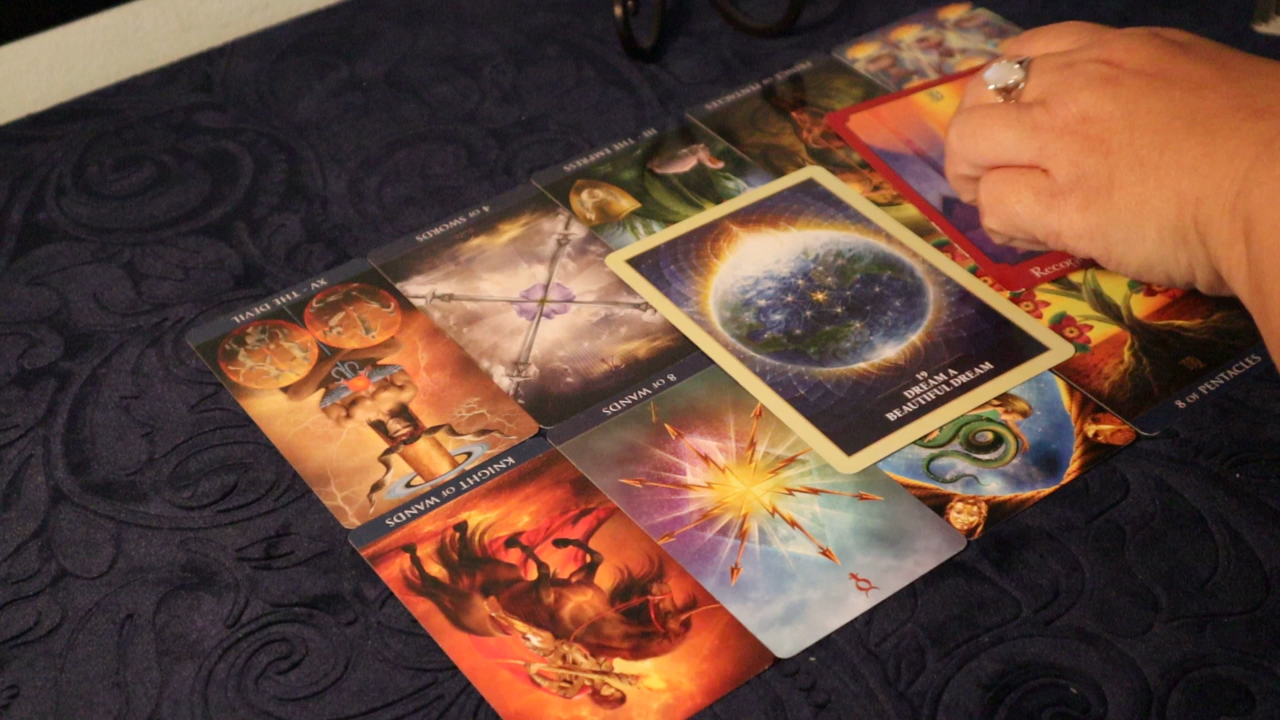 III - THE EMPRESS
4 OF SWORDS
XV - THE DEVIL
8 OF WANDS
KNIGHT OF WANDS
19
DREAM A
BEAUTIFUL DREAM
8 OF PENTACLES